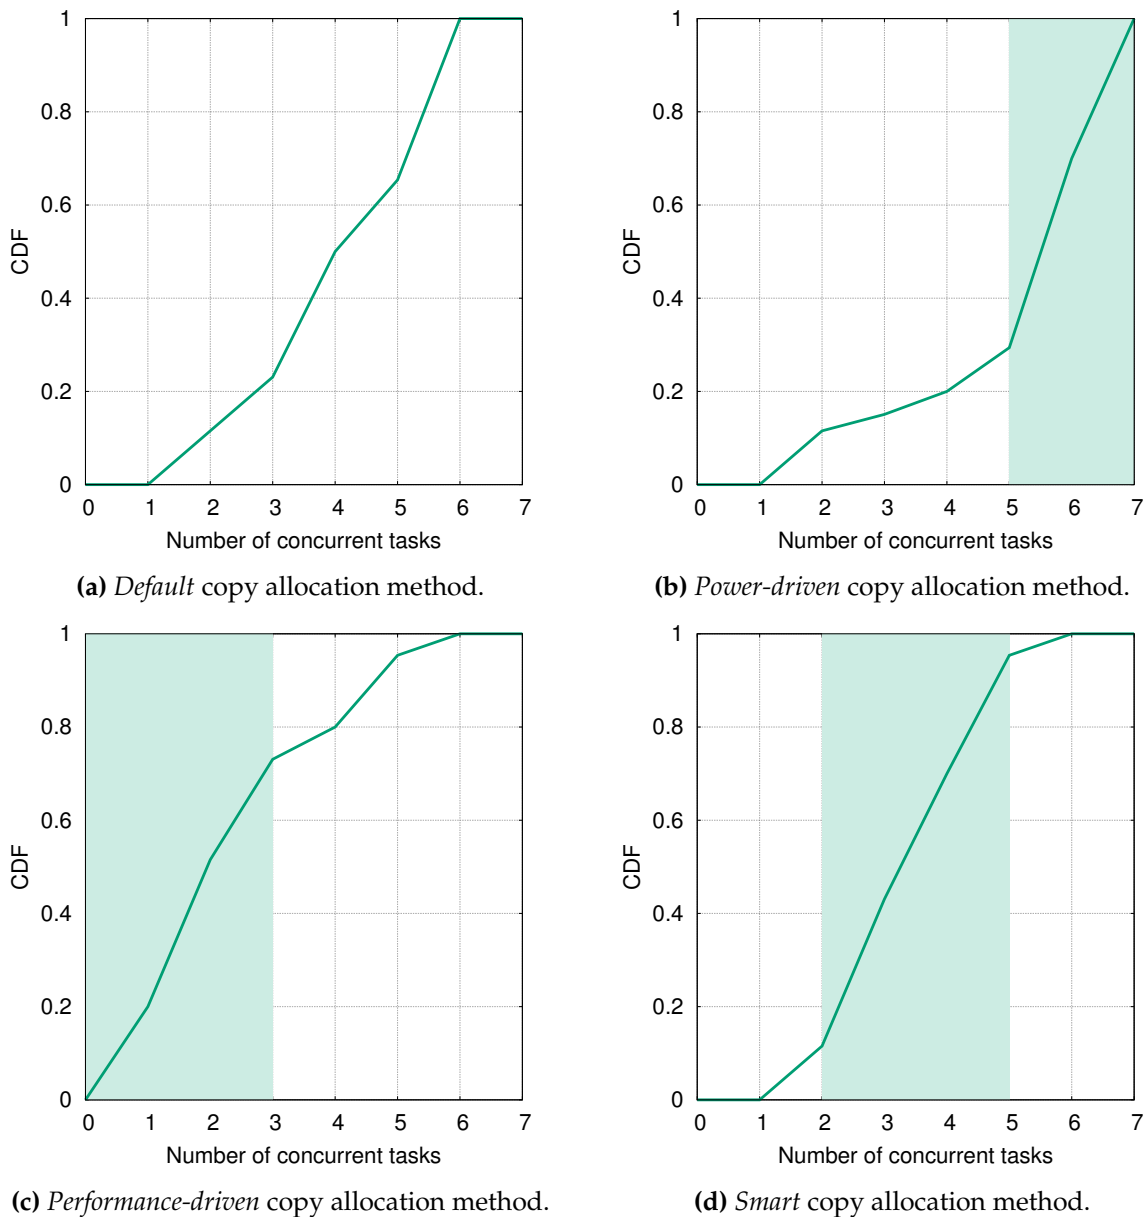 1
0.8
0.6
0.4
0.2
0
CDF
0 1 2 3 4 5 6 7
Number of concurrent tasks
(a) Default copy allocation method.
1
0.8
0.6
0.4
0.2
0
CDF
0 1 2 3 4 5 6 7
Number of concurrent tasks
(b) Power-driven copy allocation method.
1
0.8
0.6
0.4
0.2
0
CDF
0 1 2 3 4 5 6 7
Number of concurrent tasks
(c) Performance-driven copy allocation method.
1
0.8
0.6
0.4
0.2
0
CDF
0 1 2 3 4 5 6 7
Number of concurrent tasks
(d) Smart copy allocation method.